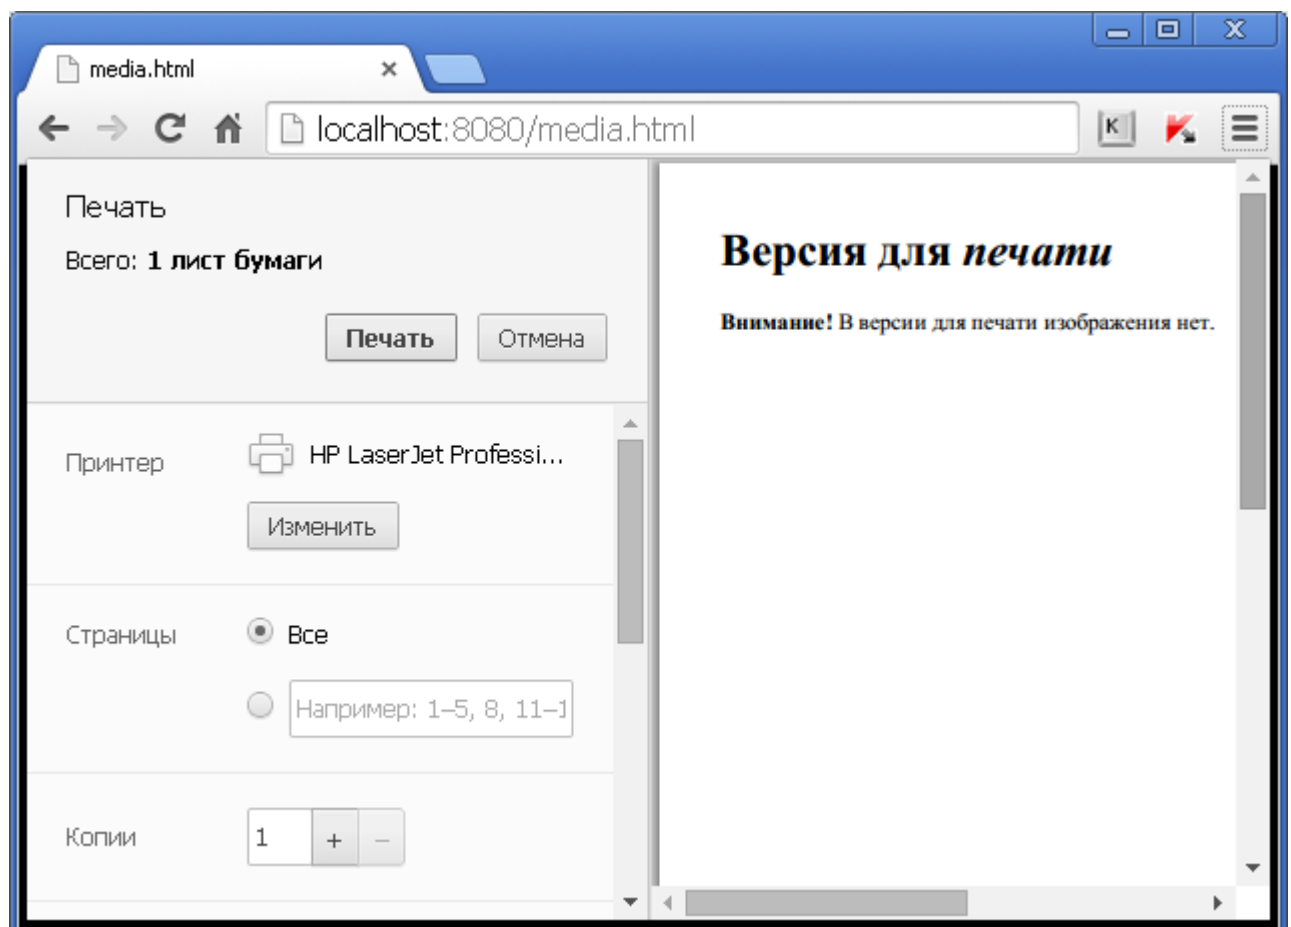 media.html
localhost:8080/media.html
K
Печать
Всего: 1 лист бумаги
Печать Отмена
Принтер HP LaserJet Professi...
Изменить
Страницы Все
Например: 1–5, 8, 11–1
Копии 1 + −
Версия для печати
Внимание! В версии для печати изображения нет.